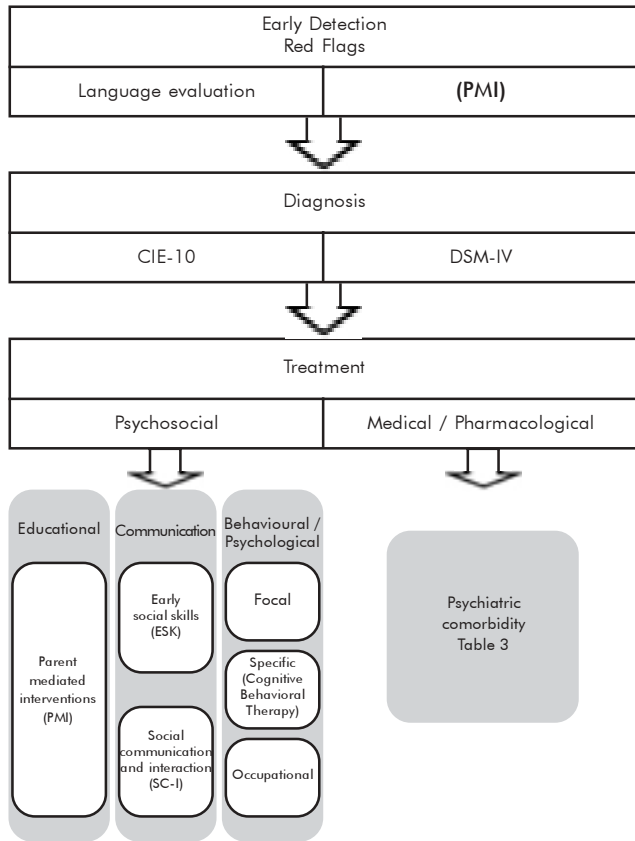 Early Detection
Red Flags
Language evaluation
(PMI)
Diagnosis
CIE-10
DSM-IV
Treatment
Psychosocial
Medical / Pharmacological
Educational
Parent
mediated
interventions
(PMI)
Communication
Early
social skills
(ESK)
Social
communication
and interaction
(SC-I)
Behavioural /
Psychological
Focal
Specific
(Cognitive
Behavioral
Therapy)
Occupational
Psychiatric
comorbidity
Table 3